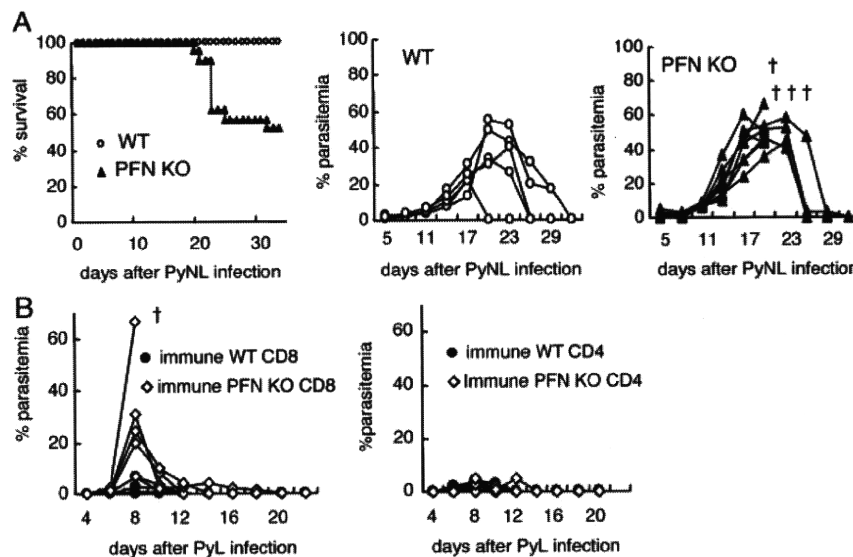 A
% survival
100
80
60
40
20
0
WT
PFN KO
0 10 20 30
days after PyNL infection
% parasitemia
60
40
20
0
WT
5 11 17 23 29
days after PyNL infection
% parasitemia
80
60
40
20
0
PFN KO
†
† † †
5 11 17 23 29
days after PyNL infection
B
% parasitemia
60
40
20
0
†
immune WT CD8
immune PFN KO CD8
4 8 12 16 20
days after PyL infection
%parasitemia
60
40
20
0
immune WT CD4
Immune PFN KO CD4
4 8 12 16 20
days after PyL infection